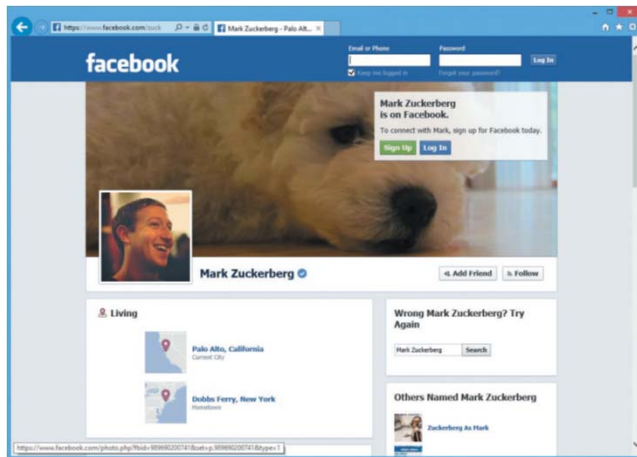 https://www.facebook.com/zuck
Mark Zuckerberg - Palo Alt...
facebook
Email or Phone
Password
Log In
Keep me logged in
Forgot your password?
Mark Zuckerberg
is on Facebook.
To connect with Mark, sign up for Facebook today.
Sign Up
Log In
Mark Zuckerberg
Add Friend
Follow
Living
Palo Alto, California
Current City
Dobbs Ferry, New York
Hometown
Wrong Mark Zuckerberg? Try
Again
Mark Zuckerberg
Search
Others Named Mark Zuckerberg
Zuckerberg As Mark